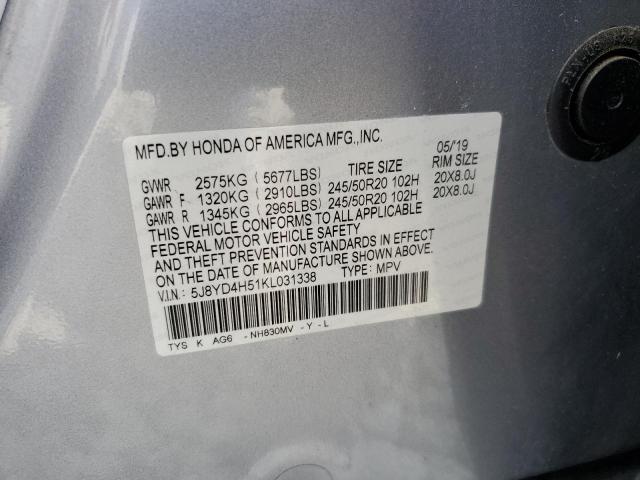 MFD.BY HONDA OF AMERICA MFG.,INC. 05/'19
GVWR 2575KG (5677LBS) TIRE SIZE RIM SIZE
GAWR F 1320KG (2910LBS) 245/50R20 102H 20X8.0J
GAWR R 1345KG (2965LBS) 245/50R20 102H 20X8.0J
THIS VEHICLE CONFORMS TO ALL APPLICABLE
FEDERAL MOTOR VEHICLE SAFETY
AND THEFT PREVENTION STANDARDS IN EFFECT
ON THE DATE OF MANUFACTURE SHOWN ABOVE.
V.I.N.: 5J8YD4H51KL031338 TYPE: MPV
TYS K AG6 -NH830MV -Y-L